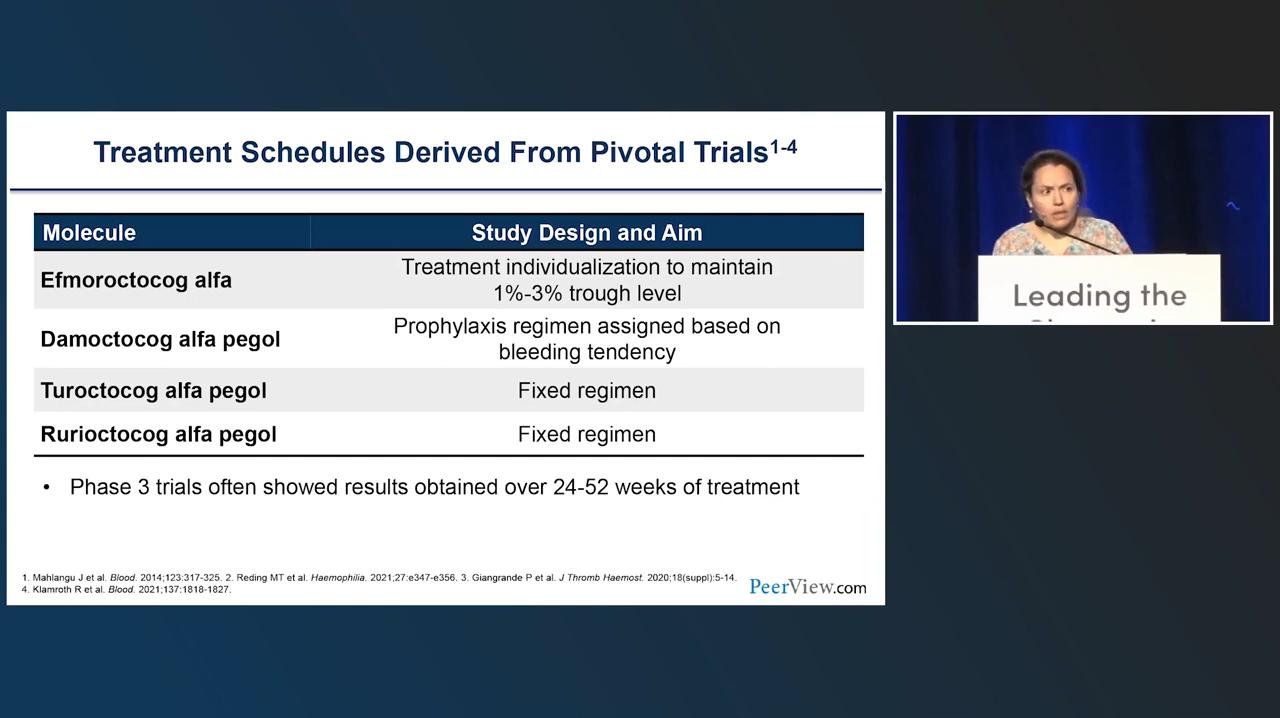 Treatment Schedules Derived From Pivotal Trials1-4
Molecule
Study Design and Aim
Efmoroctocog alfa
Treatment individualization to maintain
1%-3% trough level
Damoctocog alfa pegol
Prophylaxis regimen assigned based on
bleeding tendency
Turoctocog alfa pegol
Fixed regimen
Rurioctocog alfa pegol
Fixed regimen
• Phase 3 trials often showed results obtained over 24-52 weeks of treatment
1. Mahlangu J et al. Blood. 2014;123:317-325. 2. Reding MT et al. Haemophilia. 2021;27:e347-e356. 3. Giangrande P et al. J Thromb Haemost. 2020;18(suppl):5-14.
4. Klamroth R et al. Blood. 2021;137:1818-1827.
PeerView.com
Leading the